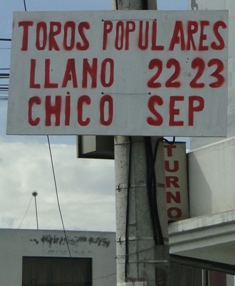 TOROS POPULARES
LLANO 22 23
CHICO SEP
TURNO